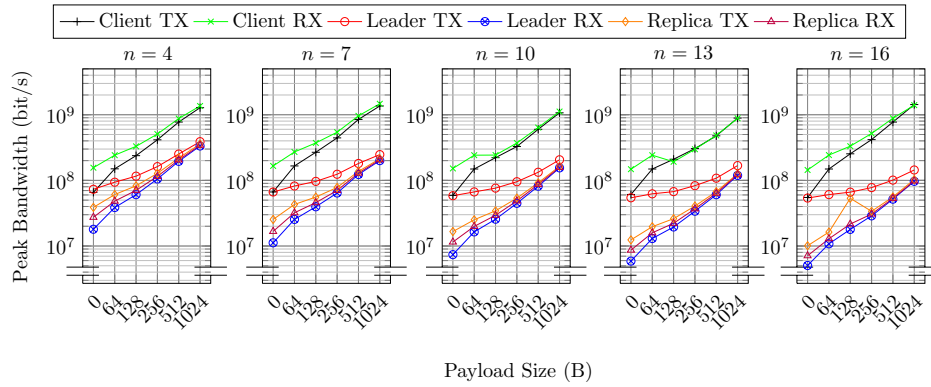 Client TX Client RX Leader TX Leader RX Replica TX Replica RX
n = 4 n = 7 n = 10 n = 13 n = 16
Peak Bandwidth (bit/s)
10^9 10^9 10^9 10^9 10^9
10^8 10^8 10^8 10^8 10^8
10^7 10^7 10^7 10^7 10^7
0 64 128 256 512 1024 0 64 128 256 512 1024 0 64 128 256 512 1024 0 64 128 256 512 1024 0 64 128 256 512 1024
Payload Size (B)